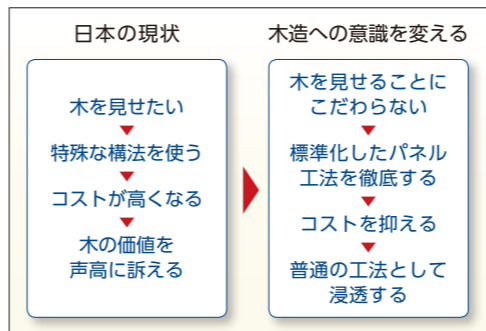 日本の現状
木を見せたい
特殊な構法を使う
コストが高くなる
木の価値を
声高に訴える
木造への意識を変える
木を見せることに
こだわらない
標準化したパネル
工法を徹底する
コストを抑える
普通の工法として
浸透する